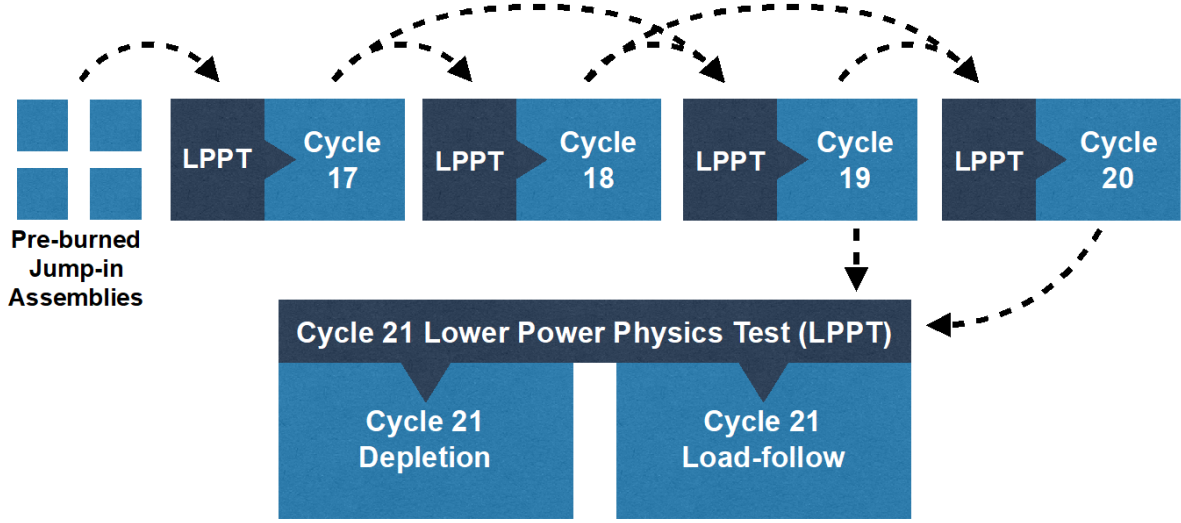 LPPT
Cycle
17
LPPT
Cycle
18
LPPT
Cycle
19
LPPT
Cycle
20
Pre-burned
Jump-in
Assemblies
Cycle 21 Lower Power Physics Test (LPPT)
Cycle 21
Depletion
Cycle 21
Load-follow